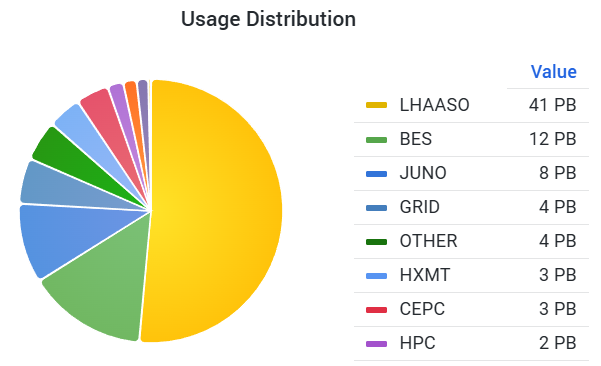 Usage Distribution
Value
LHAASO 41 PB
BES 12 PB
JUNO 8 PB
GRID 4 PB
OTHER 4 PB
HXMT 3 PB
CEPC 3 PB
HPC 2 PB